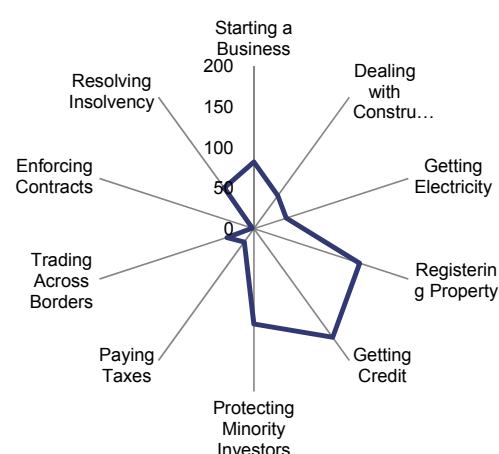 Starting a
Business
200
150
100
50
0
Dealing
with
Constru…
Getting
Electricity
Registerin
g Property
Getting
Credit
Protecting
Minority
Investors
Paying
Taxes
Trading
Across
Borders
Enforcing
Contracts
Resolving
Insolvency